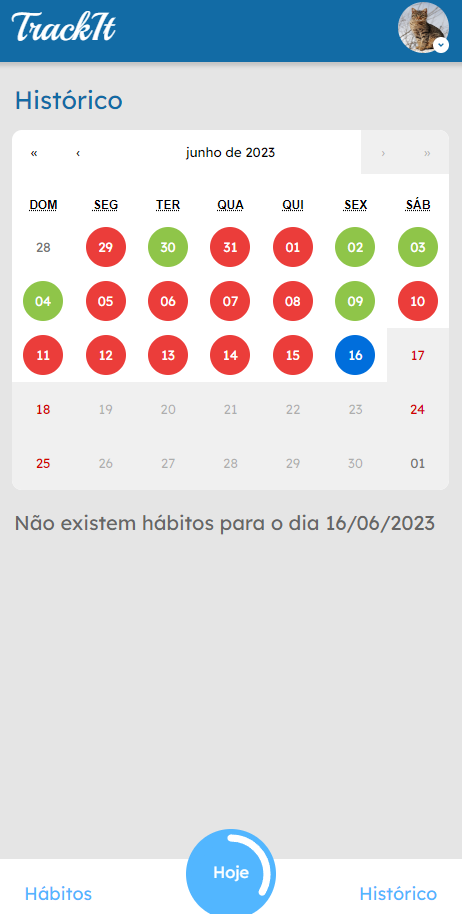 TrackIt
Histórico
« ‹ junho de 2023 › »
DOM SEG TER QUA QUI SEX SÁB
28 29 30 31 01 02 03
04 05 06 07 08 09 10
11 12 13 14 15 16 17
18 19 20 21 22 23 24
25 26 27 28 29 30 01
Não existem hábitos para o dia 16/06/2023
Hoje
Hábitos Histórico